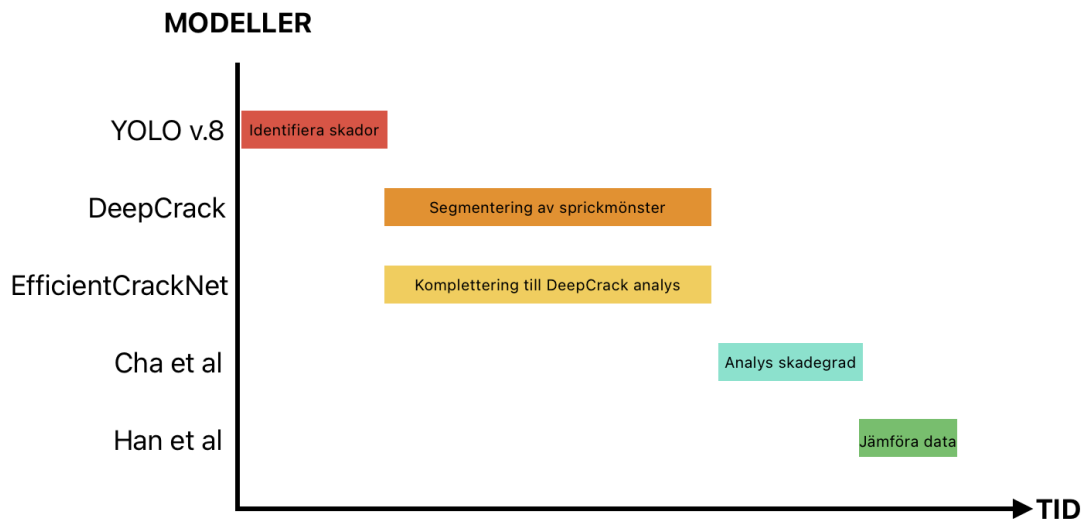 MODELLER
YOLO v.8
Identifiera skador
DeepCrack
Segmentering av sprickmönster
EfficientCrackNet
Komplettering till DeepCrack analys
Cha et al
Analys skadegrad
Han et al
Jämföra data
TID